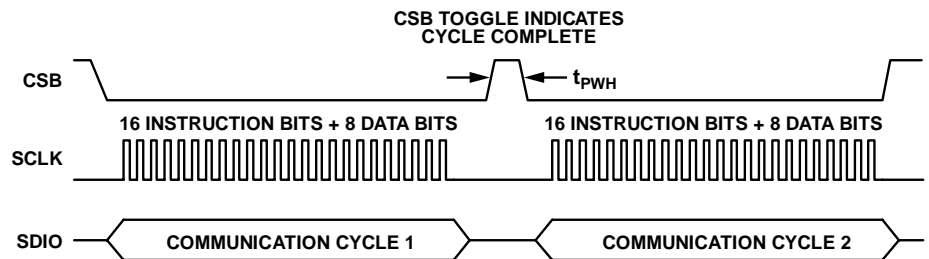 CSB TOGGLE INDICATES
CYCLE COMPLETE
CSB
tPWH
16 INSTRUCTION BITS + 8 DATA BITS
16 INSTRUCTION BITS + 8 DATA BITS
SCLK
SDIO
COMMUNICATION CYCLE 1
COMMUNICATION CYCLE 2